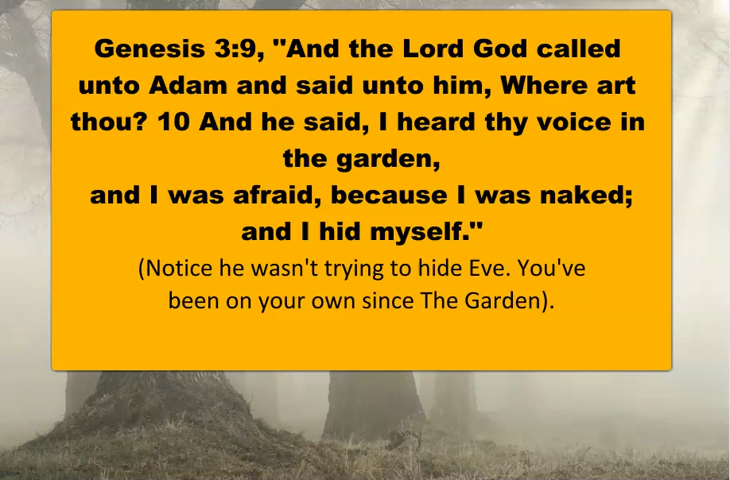 Genesis 3:9, "And the Lord God called
unto Adam and said unto him, Where art
thou? 10 And he said, I heard thy voice in
the garden,
and I was afraid, because I was naked;
and I hid myself."
(Notice he wasn't trying to hide Eve. You've
been on your own since The Garden).